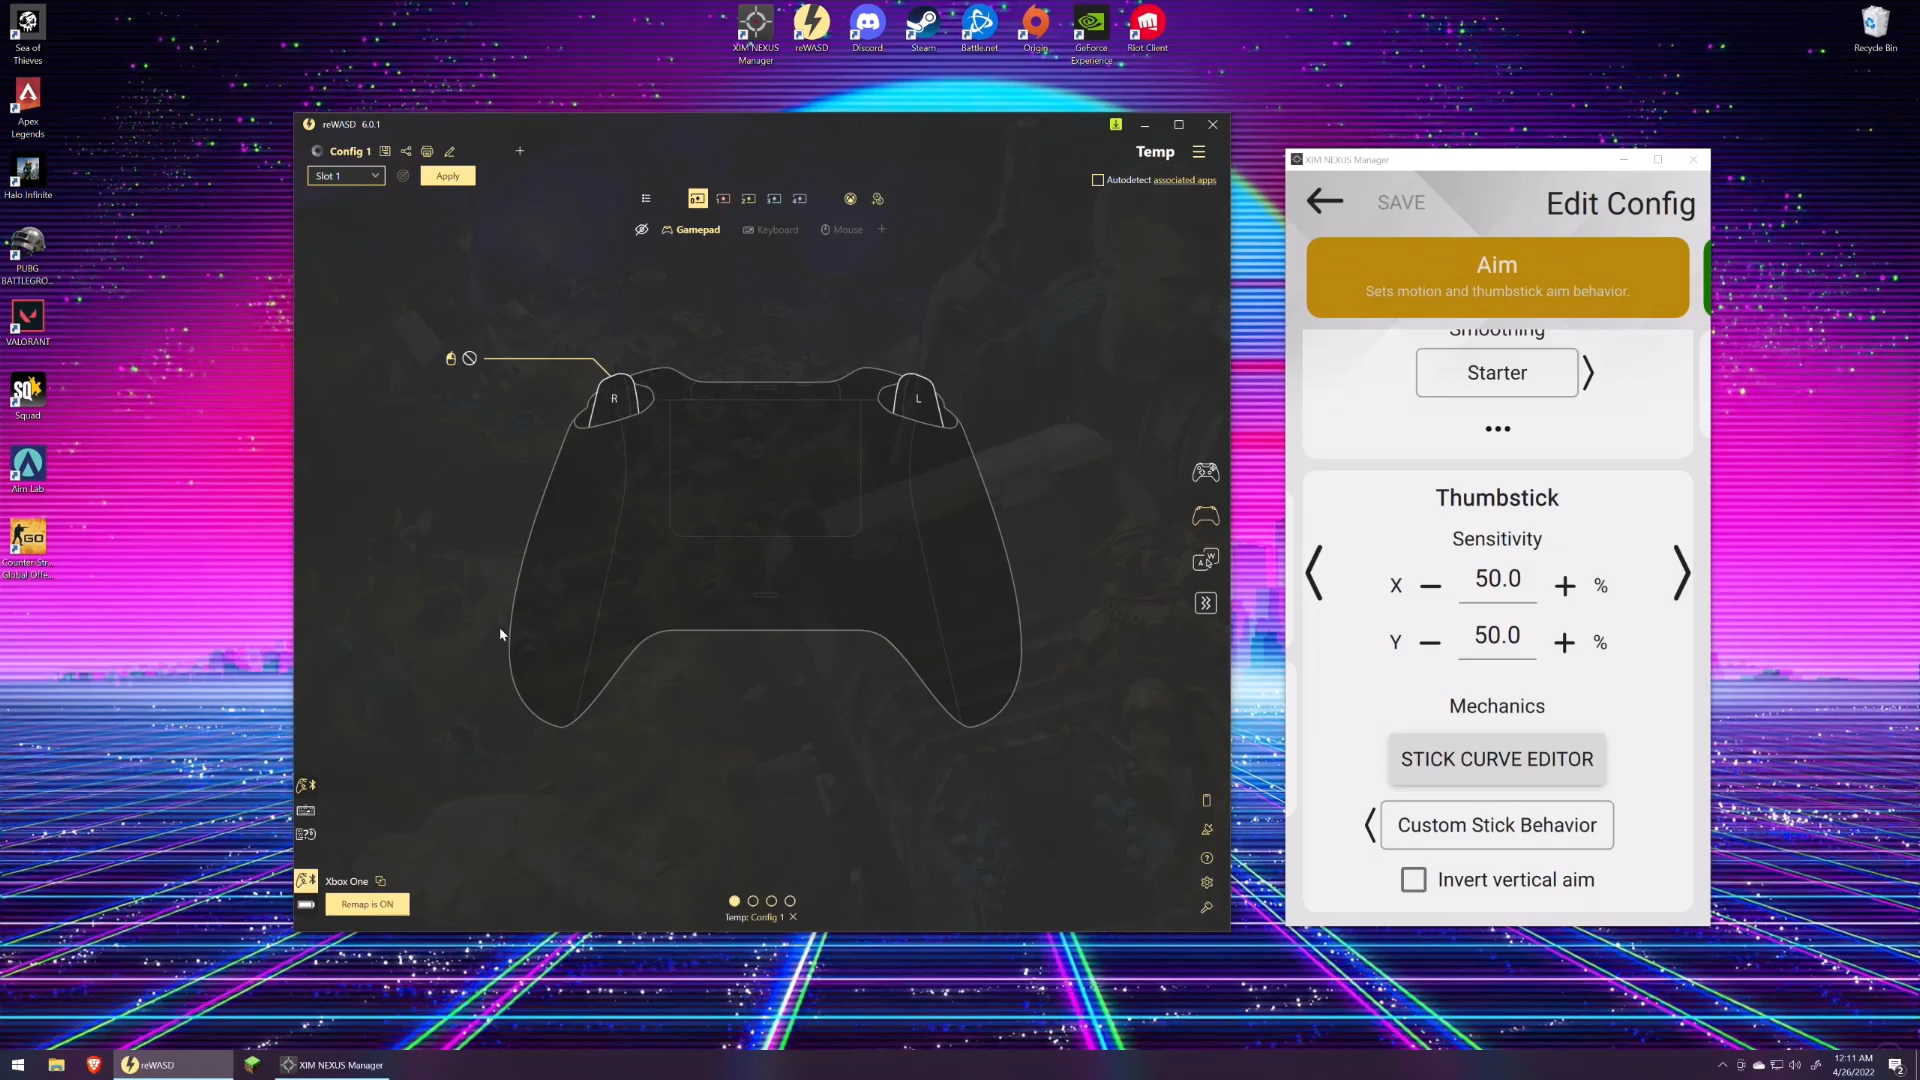 Sea of
Thieves
Apex
Legends
Halo Infinite
PUBG
BATTLEGRO...
VALORANT
Squad
Aim Lab
Counter-Str...
Global Offe...
XIM NEXUS
Manager
reWASD
Discord
Steam
Battle.net
Origin
GeForce
Experience
Riot Client
Recycle Bin
reWASD 6.0.1
Config 1
Temp
Slot 1
Apply
Autodetect associated apps
Gamepad
Keyboard
Mouse
R
L
Xbox One
Remap is ON
Temp: Config 1
XIM NEXUS Manager
SAVE
Edit Config
Aim
Sets motion and thumbstick aim behavior.
Smoothing
Starter
Thumbstick
Sensitivity
X − 50.0 + %
Y − 50.0 + %
Mechanics
STICK CURVE EDITOR
Custom Stick Behavior
Invert vertical aim
reWASD
XIM NEXUS Manager
12:11 AM
4/26/2022
2